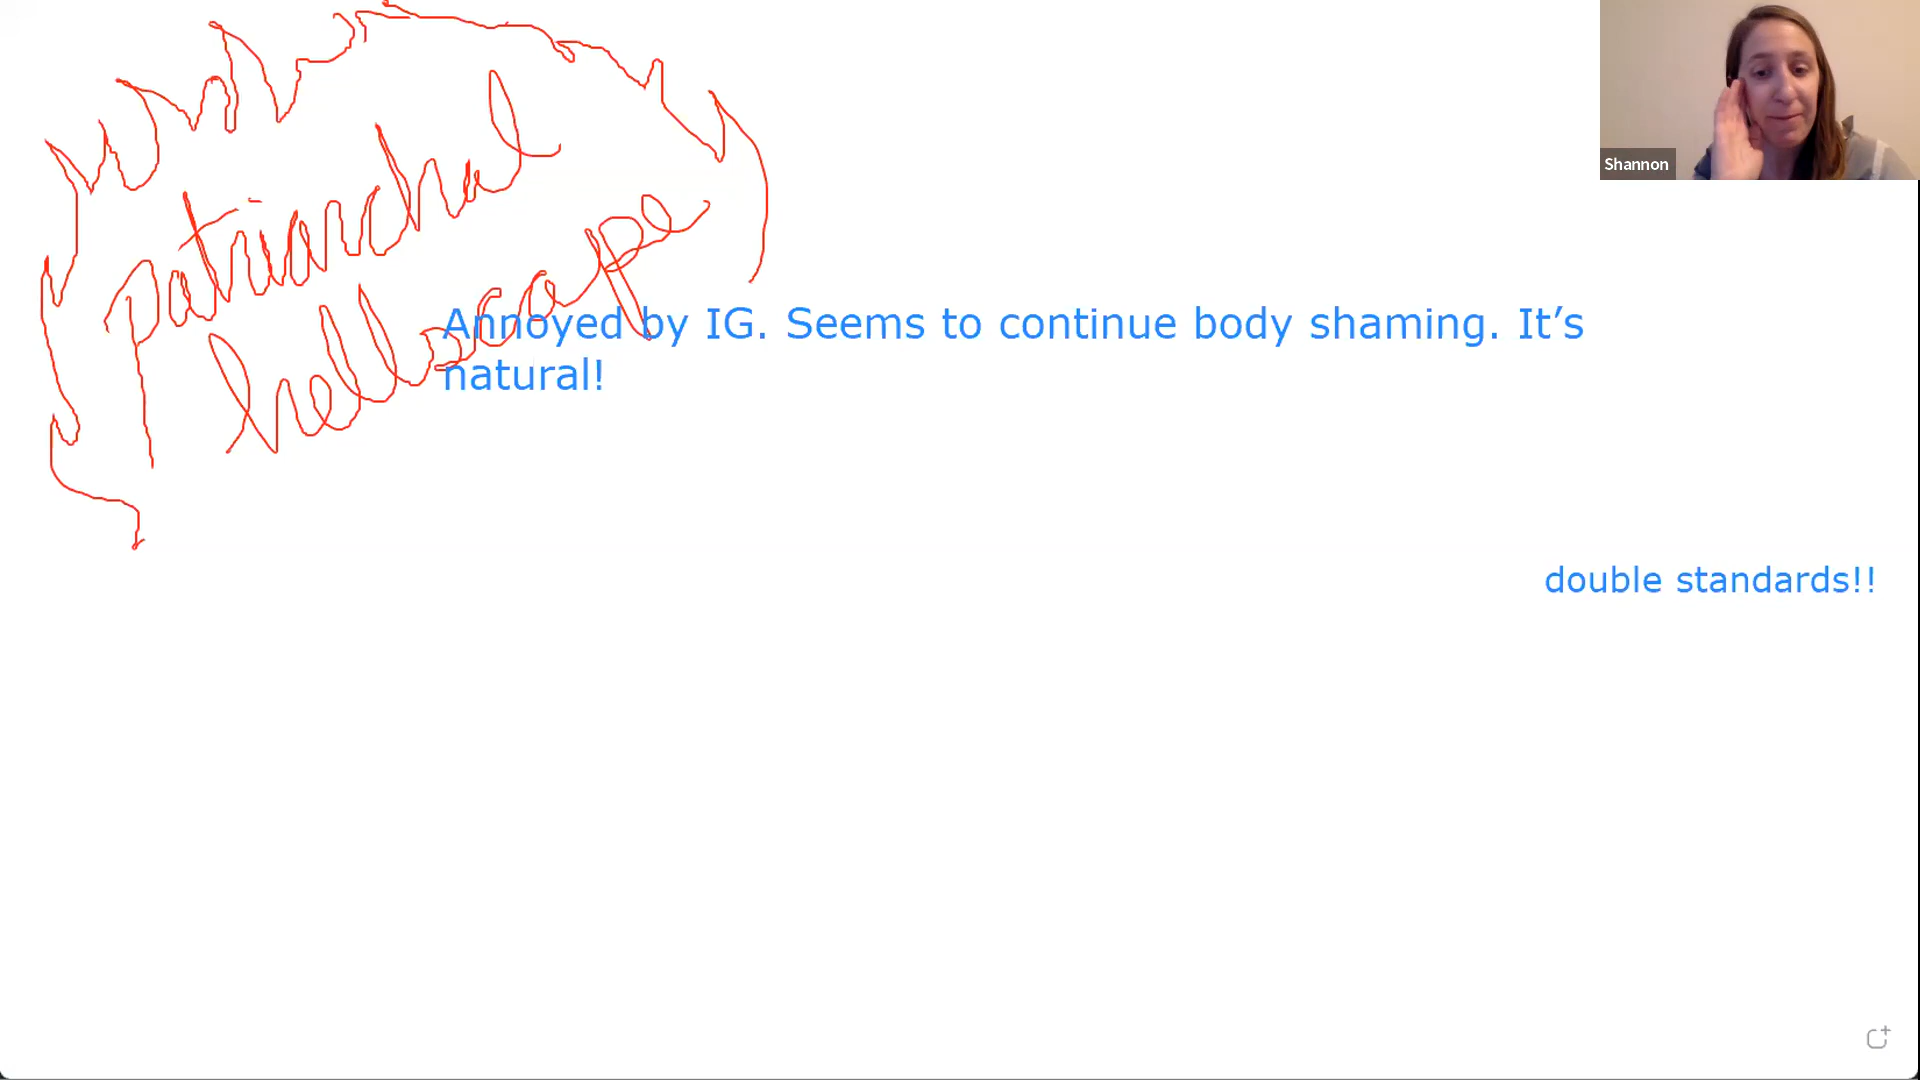 Shannon
patriarchal
hellscape
Annoyed by IG. Seems to continue body shaming. It’s
natural!
double standards!!